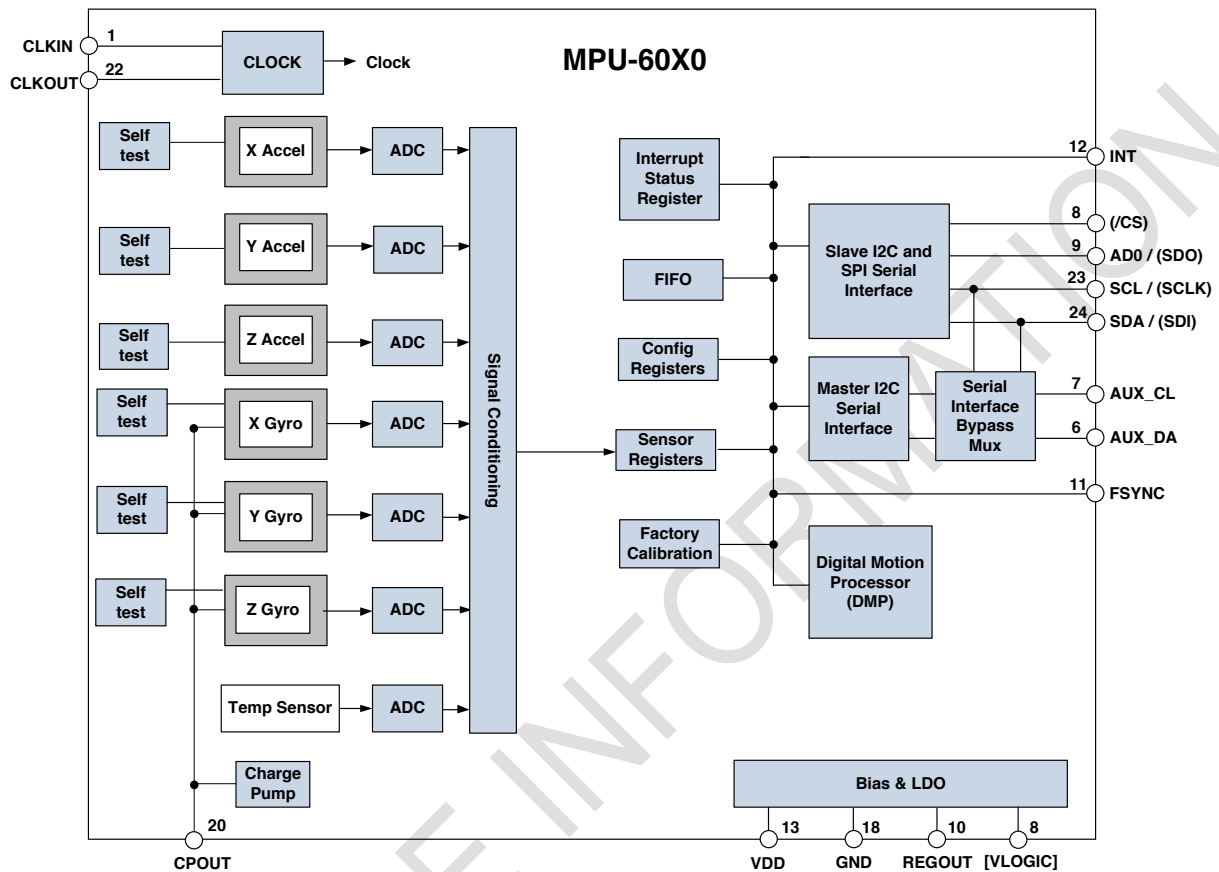 1
CLKIN
CLOCK
Clock
22
CLKOUT
MPU-60X0
Self
test
X Accel
ADC
Self
test
Y Accel
ADC
Self
test
Z Accel
ADC
Self
test
X Gyro
ADC
Self
test
Y Gyro
ADC
Self
test
Z Gyro
ADC
Temp Sensor
ADC
Signal Conditioning
Charge
Pump
20
CPOUT
Interrupt
Status
Register
FIFO
Config
Registers
Sensor
Registers
Factory
Calibration
Slave I2C and
SPI Serial
Interface
Master I2C
Serial
Interface
Serial
Interface
Bypass
Mux
Digital Motion
Processor
(DMP)
12
INT
8
(/CS)
9
AD0 / (SDO)
23
SCL / (SCLK)
24
SDA / (SDI)
7
AUX_CL
6
AUX_DA
11
FSYNC
Bias & LDO
13
VDD
18
GND
10
REGOUT
8
[VLOGIC]
E INFORMATION